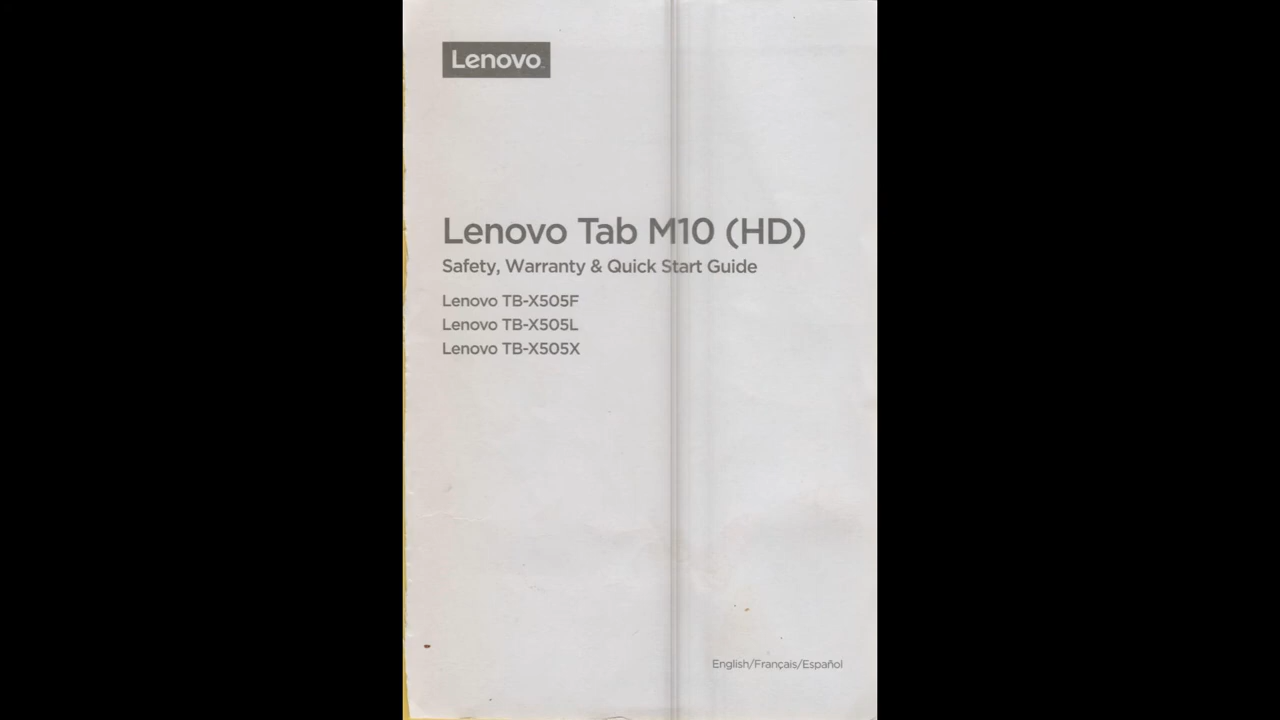 Lenovo
Lenovo Tab M10 (HD)
Safety, Warranty & Quick Start Guide
Lenovo TB-X505F
Lenovo TB-X505L
Lenovo TB-X505X
English/Français/Español